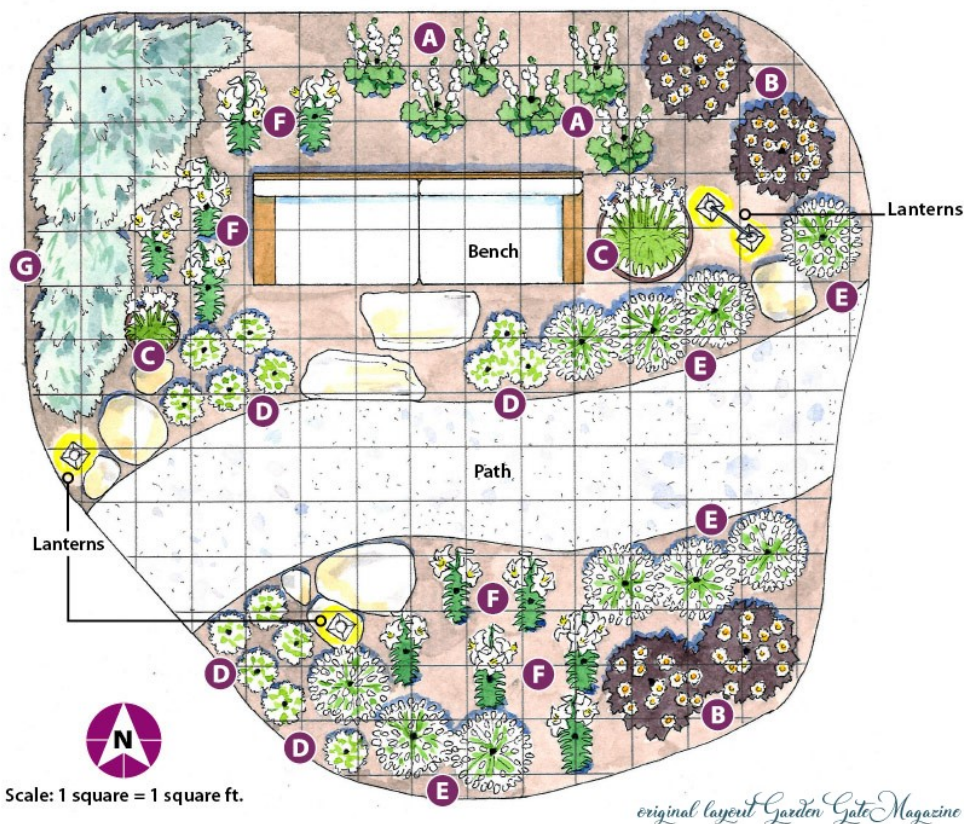 A
B
F
A
Lanterns
F
Bench
C
G
E
C
E
D
D
Path
E
Lanterns
F
D
F
B
N
D
E
Scale: 1 square = 1 square ft.
original layout Garden Gate Magazine